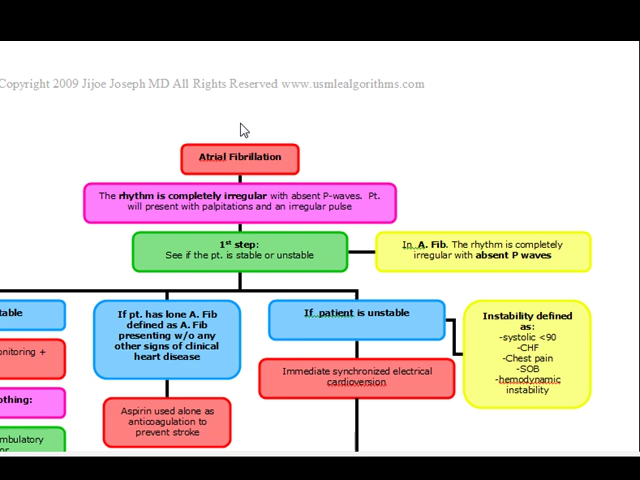 Copyright 2009 Jijoe Joseph MD All Rights Reserved www.usmlealgorithms.com
Atrial Fibrillation
The rhythm is completely irregular with absent P-waves. Pt.
will present with palpitations and an irregular pulse
1st step:
See if the pt. is stable or unstable
In A. Fib. The rhythm is completely
irregular with absent P waves
table
If pt. has lone A. Fib
defined as A. Fib
presenting w/o any
other signs of clinical
heart disease
If patient is unstable
Instability defined
as:
-systolic <90
-CHF
-Chest pain
-SOB
-hemodynamic
instability
onitoring +
Immediate synchronized electrical
cardioversion
othing:
Aspirin used alone as
anticoagulation to
prevent stroke
mbulatory